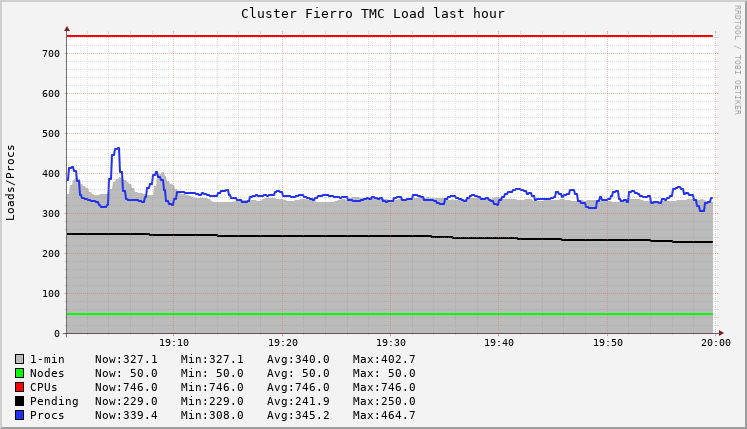 Cluster Fierro TMC Load last hour
RRDTOOL / TOBI OETIKER
Loads/Procs
700
600
500
400
300
200
100
0
19:10 19:20 19:30 19:40 19:50 20:00
1-min Now:327.1 Min:327.1 Avg:340.0 Max:402.7
Nodes Now: 50.0 Min: 50.0 Avg: 50.0 Max: 50.0
CPUs Now:746.0 Min:746.0 Avg:746.0 Max:746.0
Pending Now:229.0 Min:229.0 Avg:241.9 Max:250.0
Procs Now:339.4 Min:308.0 Avg:345.2 Max:464.7